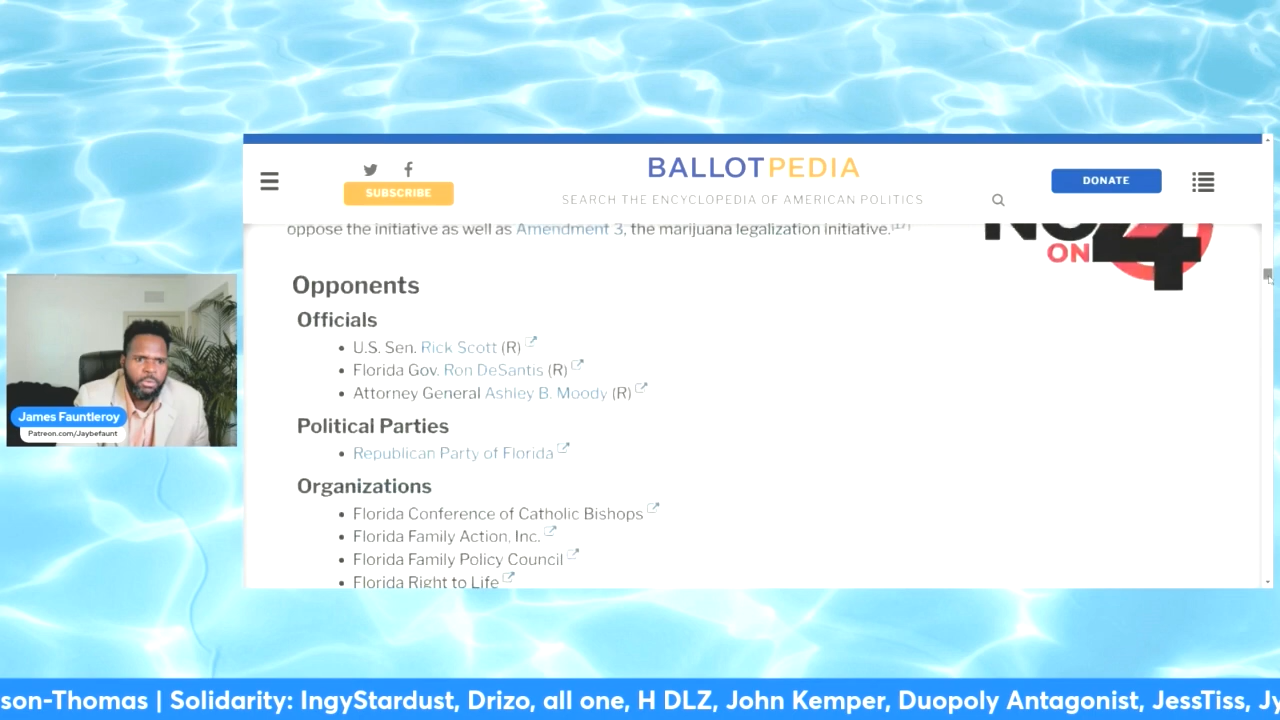 BALLOTPEDIA
SUBSCRIBE
SEARCH THE ENCYCLOPEDIA OF AMERICAN POLITICS
DONATE
oppose the initiative as well as Amendment 3, the marijuana legalization initiative.[17]
NO
ON
4
Opponents
Officials
U.S. Sen. Rick Scott (R)
Florida Gov. Ron DeSantis (R)
Attorney General Ashley B. Moody (R)
Political Parties
Republican Party of Florida
Organizations
Florida Conference of Catholic Bishops
Florida Family Action, Inc.
Florida Family Policy Council
Florida Right to Life
James Fauntleroy
Patreon.com/Jaybefaunt
son-Thomas | Solidarity: IngyStardust, Drizo, all one, H DLZ, John Kemper, Duopoly Antagonist, JessTiss, Jy